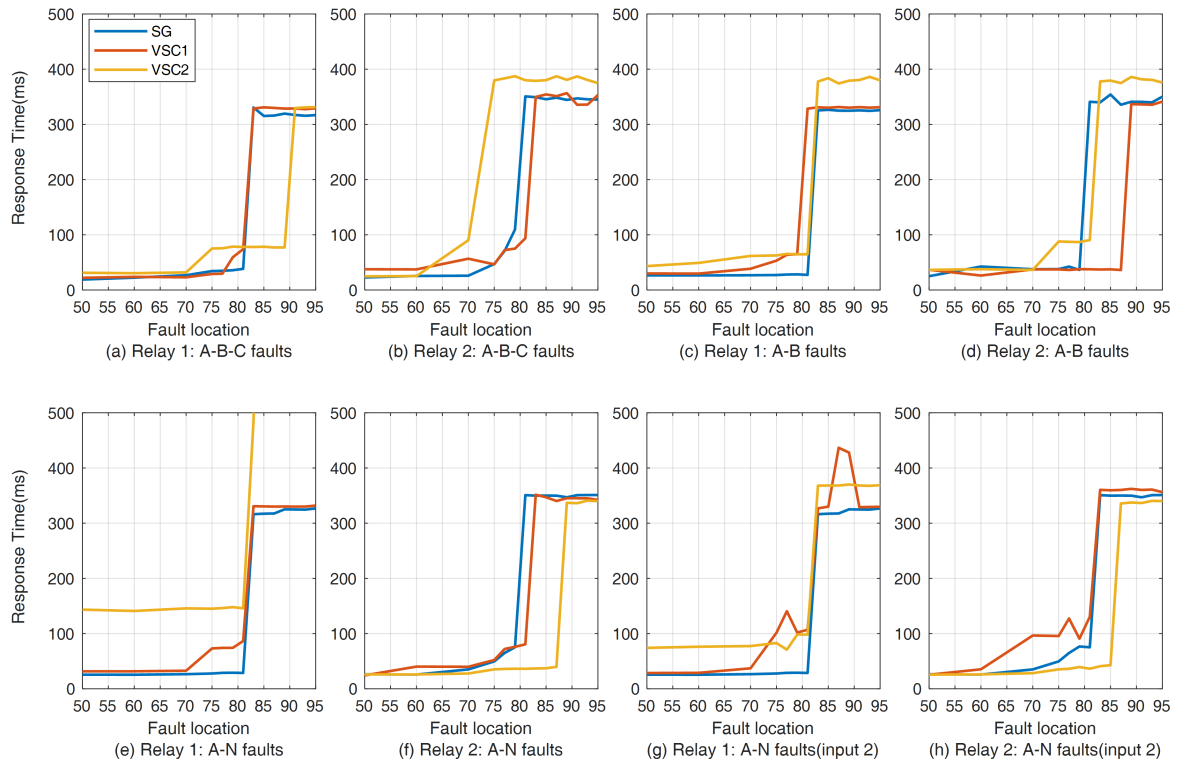 500
400
300
200
100
0
Response Time(ms)
SG
VSC1
VSC2
50 55 60 65 70 75 80 85 90 95
Fault location
(a) Relay 1: A-B-C faults
500
400
300
200
100
0
50 55 60 65 70 75 80 85 90 95
Fault location
(b) Relay 2: A-B-C faults
500
400
300
200
100
0
50 55 60 65 70 75 80 85 90 95
Fault location
(c) Relay 1: A-B faults
500
400
300
200
100
0
50 55 60 65 70 75 80 85 90 95
Fault location
(d) Relay 2: A-B faults
500
400
300
200
100
0
Response Time(ms)
50 55 60 65 70 75 80 85 90 95
Fault location
(e) Relay 1: A-N faults
500
400
300
200
100
0
50 55 60 65 70 75 80 85 90 95
Fault location
(f) Relay 2: A-N faults
500
400
300
200
100
0
50 55 60 65 70 75 80 85 90 95
Fault location
(g) Relay 1: A-N faults(input 2)
500
400
300
200
100
0
50 55 60 65 70 75 80 85 90 95
Fault location
(h) Relay 2: A-N faults(input 2)